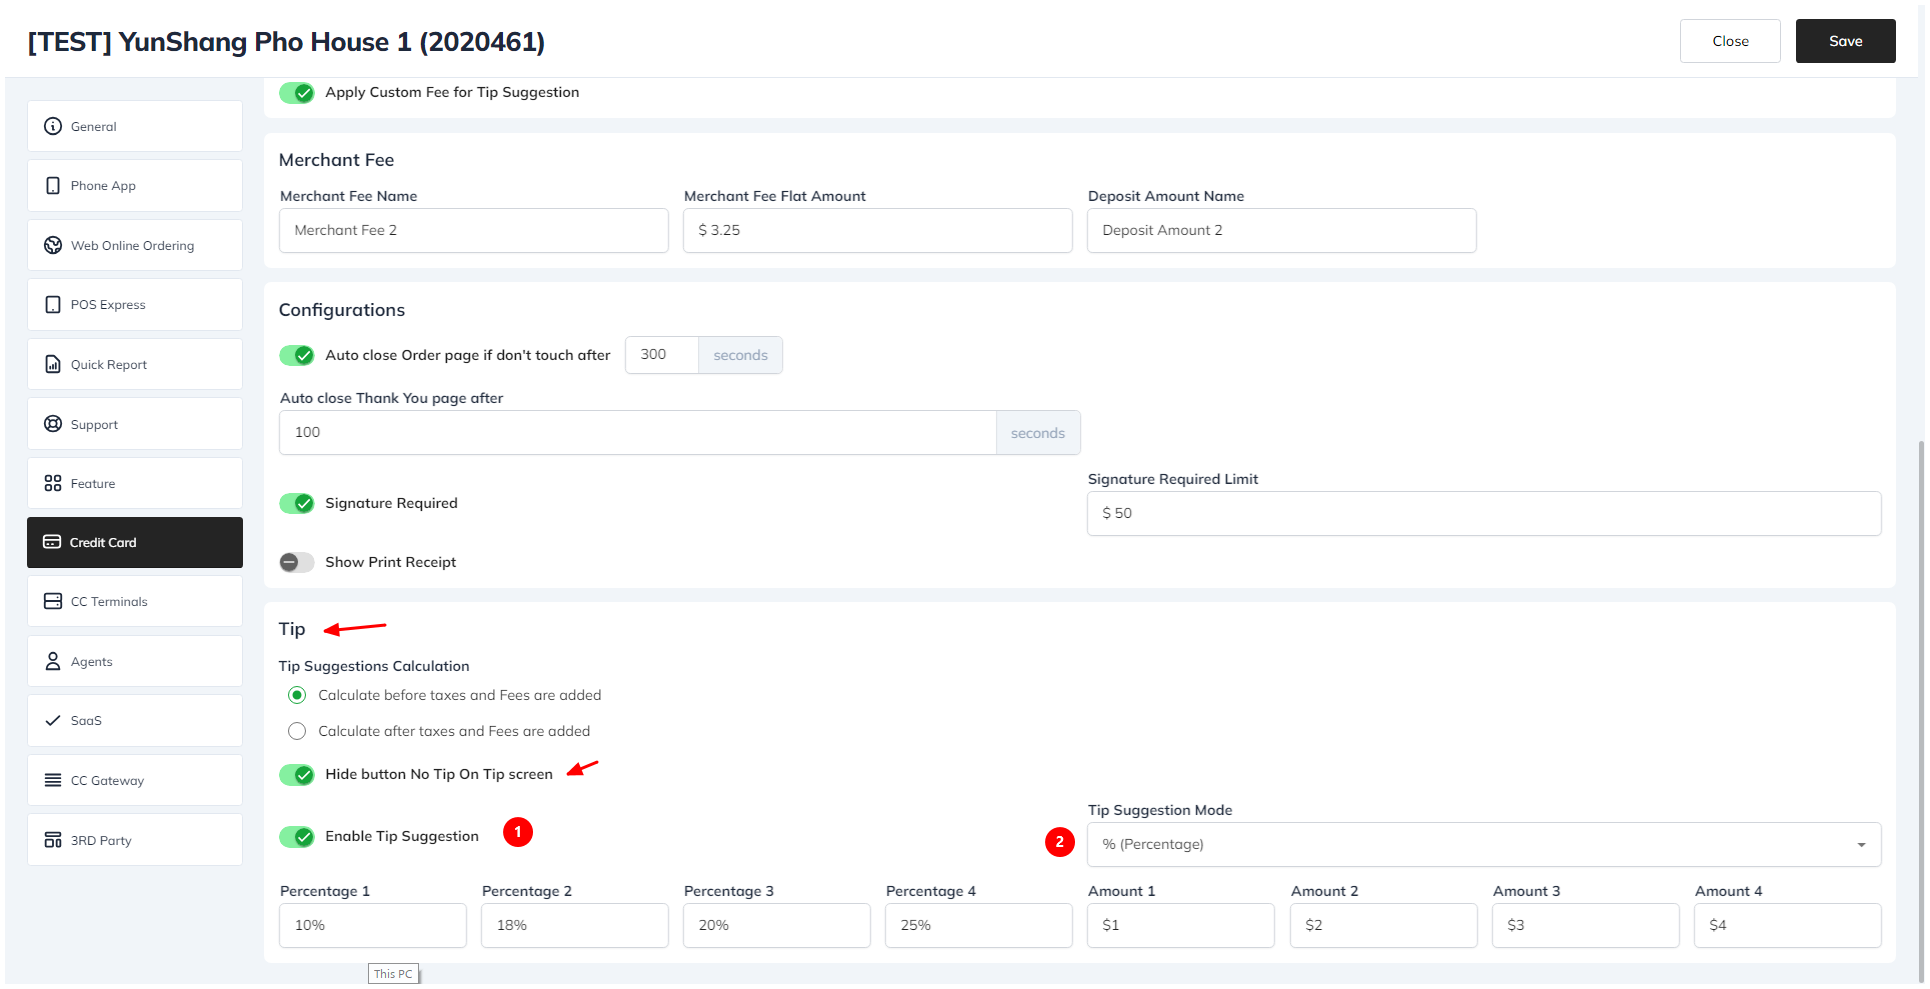 [TEST] YunShang Pho House 1 (2020461)
Close
Save
General
Phone App
Web Online Ordering
POS Express
Quick Report
Support
Feature
Credit Card
CC Terminals
Agents
SaaS
CC Gateway
3RD Party
Apply Custom Fee for Tip Suggestion
Merchant Fee
Merchant Fee Name
Merchant Fee Flat Amount
Deposit Amount Name
Merchant Fee 2
$ 3.25
Deposit Amount 2
Configurations
Auto close Order page if don't touch after
300
seconds
Auto close Thank You page after
100
seconds
Signature Required
Signature Required Limit
$ 50
Show Print Receipt
Tip
Tip Suggestions Calculation
Calculate before taxes and Fees are added
Calculate after taxes and Fees are added
Hide button No Tip On Tip screen
Enable Tip Suggestion
1
2
Tip Suggestion Mode
% (Percentage)
Percentage 1
Percentage 2
Percentage 3
Percentage 4
Amount 1
Amount 2
Amount 3
Amount 4
10%
18%
20%
25%
$1
$2
$3
$4
This PC